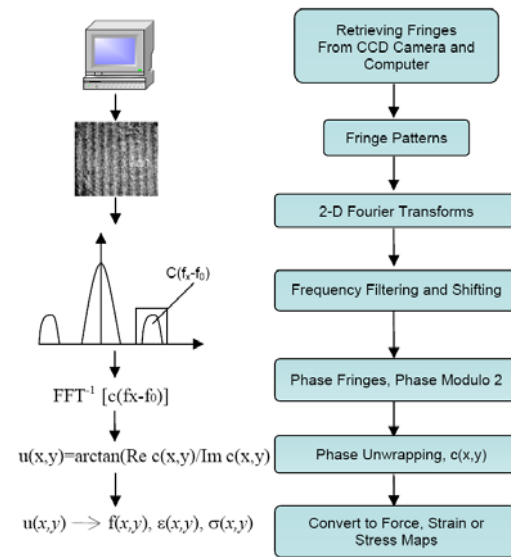 Retrieving Fringes
From CCD Camera and
Computer
Fringe Patterns
2-D Fourier Transforms
C(fₓ-f₀)
Frequency Filtering and Shifting
FFT⁻¹ [c(fx-f₀)]
Phase Fringes, Phase Modulo 2
u(x,y)=arctan(Re c(x,y)/Im c(x,y)
Phase Unwrapping, c(x,y)
u(x,y) —> f(x,y), ε(x,y), σ(x,y)
Convert to Force, Strain or
Stress Maps